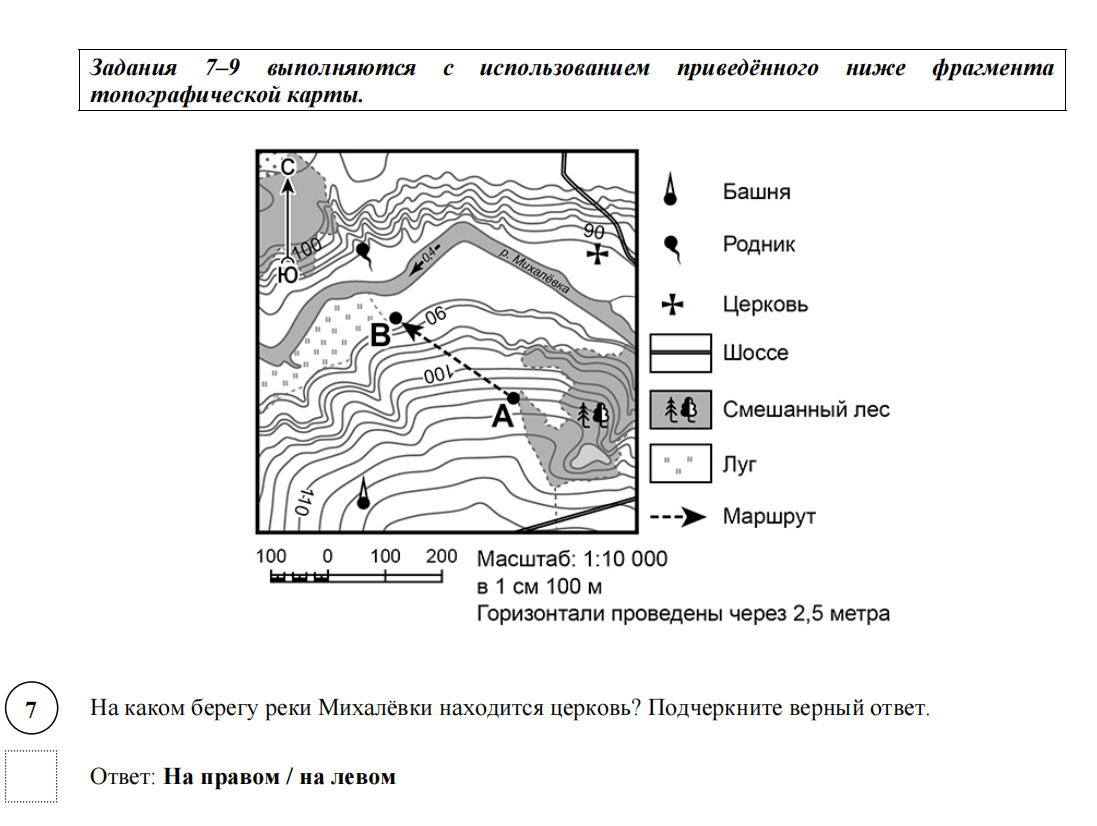 Задания 7–9 выполняются с использованием приведённого ниже фрагмента
топографической карты.
С
Ю
100
0,4
р. Михалёвка
90
В
90
100
А
110
Башня
Родник
Церковь
Шоссе
Смешанный лес
Луг
Маршрут
100 0 100 200
Масштаб: 1:10 000
в 1 см 100 м
Горизонтали проведены через 2,5 метра
7
На каком берегу реки Михалёвки находится церковь? Подчеркните верный ответ.
Ответ: На правом / на левом